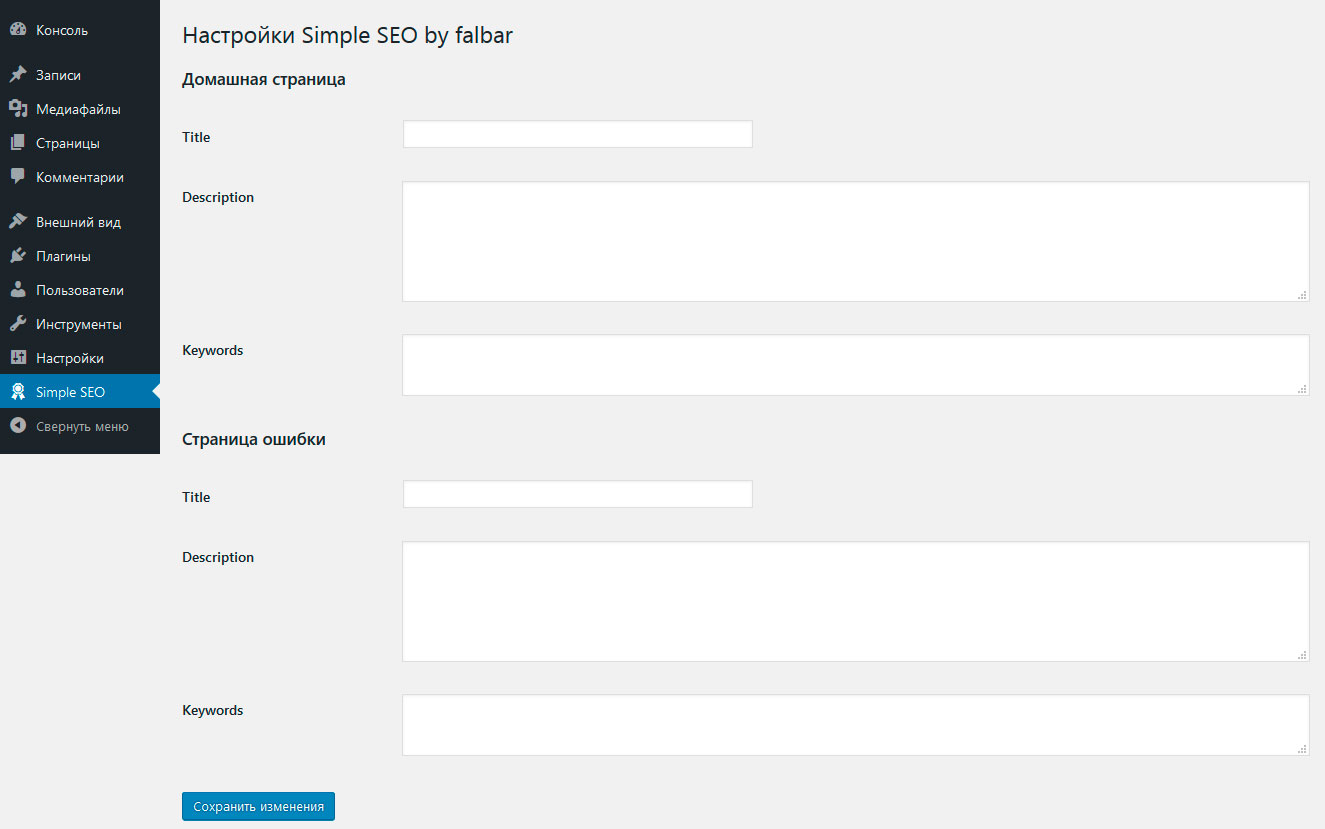 Консоль
Записи
Медиафайлы
Страницы
Комментарии
Внешний вид
Плагины
Пользователи
Инструменты
Настройки
Simple SEO
Свернуть меню
Настройки Simple SEO by falbar
Домашная страница
Title
Description
Keywords
Страница ошибки
Title
Description
Keywords
Сохранить изменения